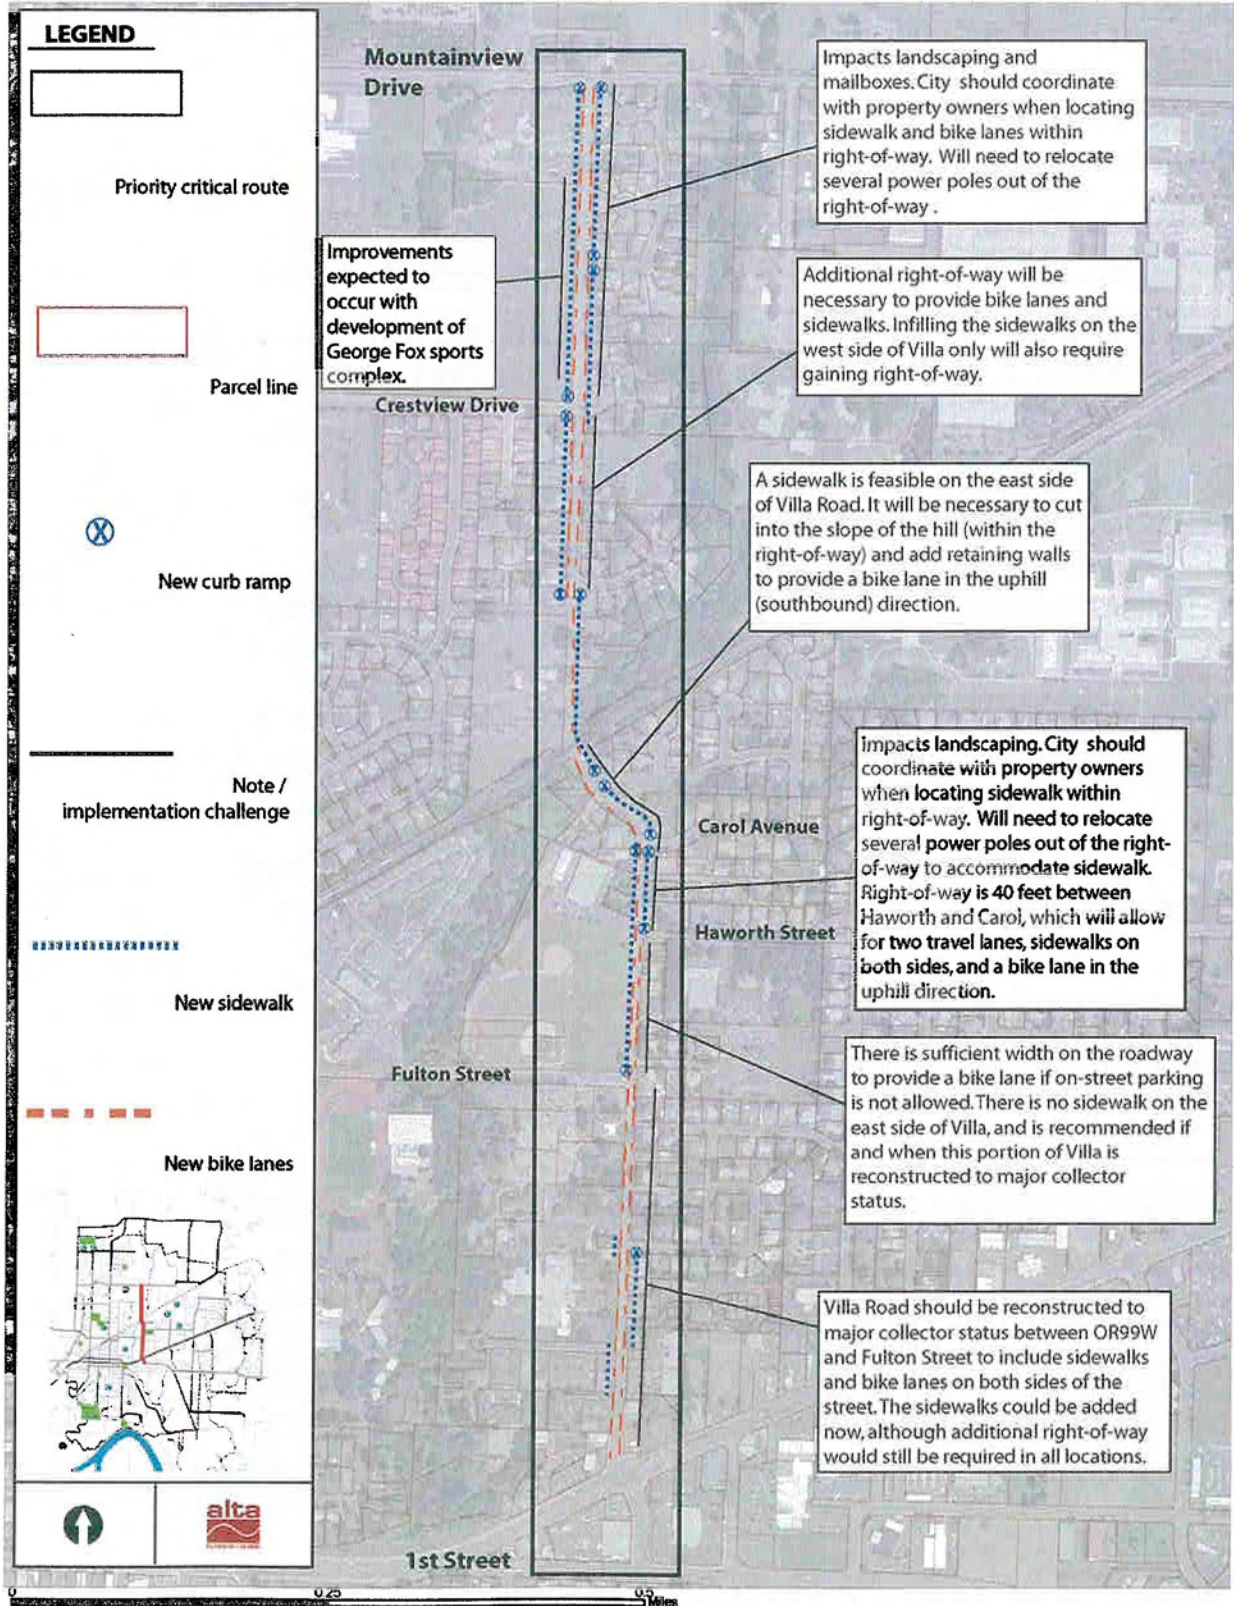 LEGEND
Priority critical route
Parcel line
New curb ramp
Note /
implementation challenge
New sidewalk
New bike lanes
alta
Mountainview
Drive
Crestview Drive
Carol Avenue
Haworth Street
Fulton Street
1st Street
Impacts landscaping and
mailboxes. City should coordinate
with property owners when locating
sidewalk and bike lanes within
right-of-way. Will need to relocate
several power poles out of the
right-of-way .
Improvements
expected to
occur with
development of
George Fox sports
complex.
Additional right-of-way will be
necessary to provide bike lanes and
sidewalks. Infilling the sidewalks on the
west side of Villa only will also require
gaining right-of-way.
A sidewalk is feasible on the east side
of Villa Road. It will be necessary to cut
into the slope of the hill (within the
right-of-way) and add retaining walls
to provide a bike lane in the uphill
(southbound) direction.
Impacts landscaping. City should
coordinate with property owners
when locating sidewalk within
right-of-way. Will need to relocate
several power poles out of the right-
of-way to accommodate sidewalk.
Right-of-way is 40 feet between
Haworth and Carol, which will allow
for two travel lanes, sidewalks on
both sides, and a bike lane in the
uphill direction.
There is sufficient width on the roadway
to provide a bike lane if on-street parking
is not allowed. There is no sidewalk on the
east side of Villa, and is recommended if
and when this portion of Villa is
reconstructed to major collector
status.
Villa Road should be reconstructed to
major collector status between OR99W
and Fulton Street to include sidewalks
and bike lanes on both sides of the
street. The sidewalks could be added
now, although additional right-of-way
would still be required in all locations.
0 0.25 0.5
Miles